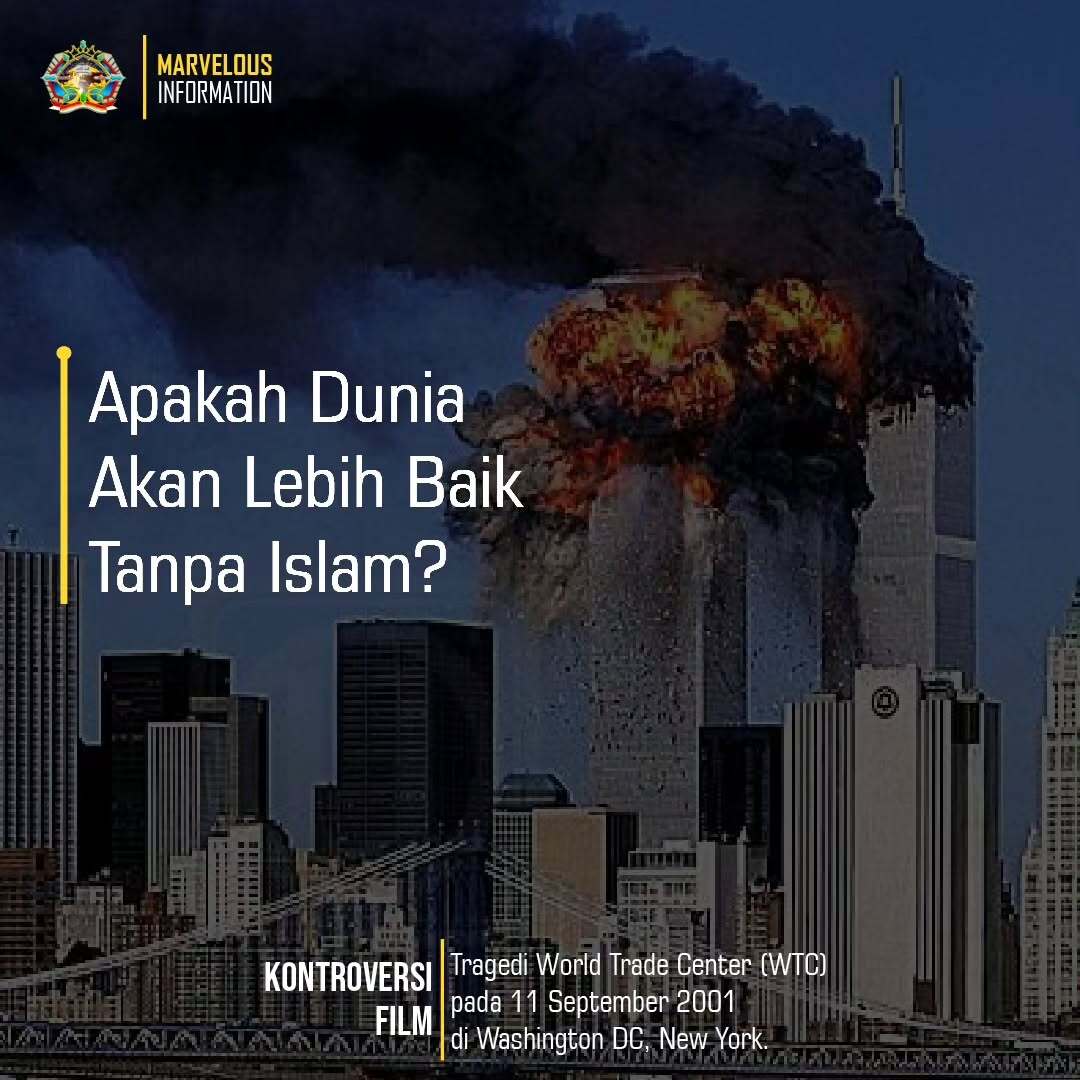 MARVELOUS
INFORMATION
Apakah Dunia
Akan Lebih Baik
Tanpa Islam?
KONTROVERSI
FILM
Tragedi World Trade Center (WTC)
pada 11 September 2001
di Washington DC, New York.